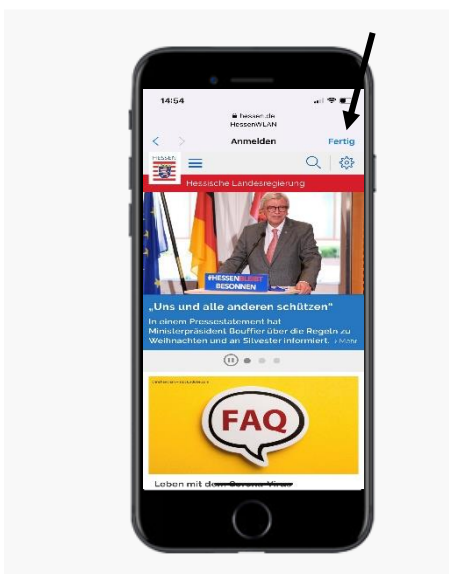 14:54
hessen.de
HessenWLAN
Anmelden
Fertig
HESSEN
Hessische Landesregierung
#HESSENBLEIBT
BESONNEN
„Uns und alle anderen schützen"
In einem Pressestatement hat
Ministerpräsident Bouffier über die Regeln zu
Weihnachten und an Silvester informiert. › Mehr
FAQ
Leben mit dem Corona-Virus